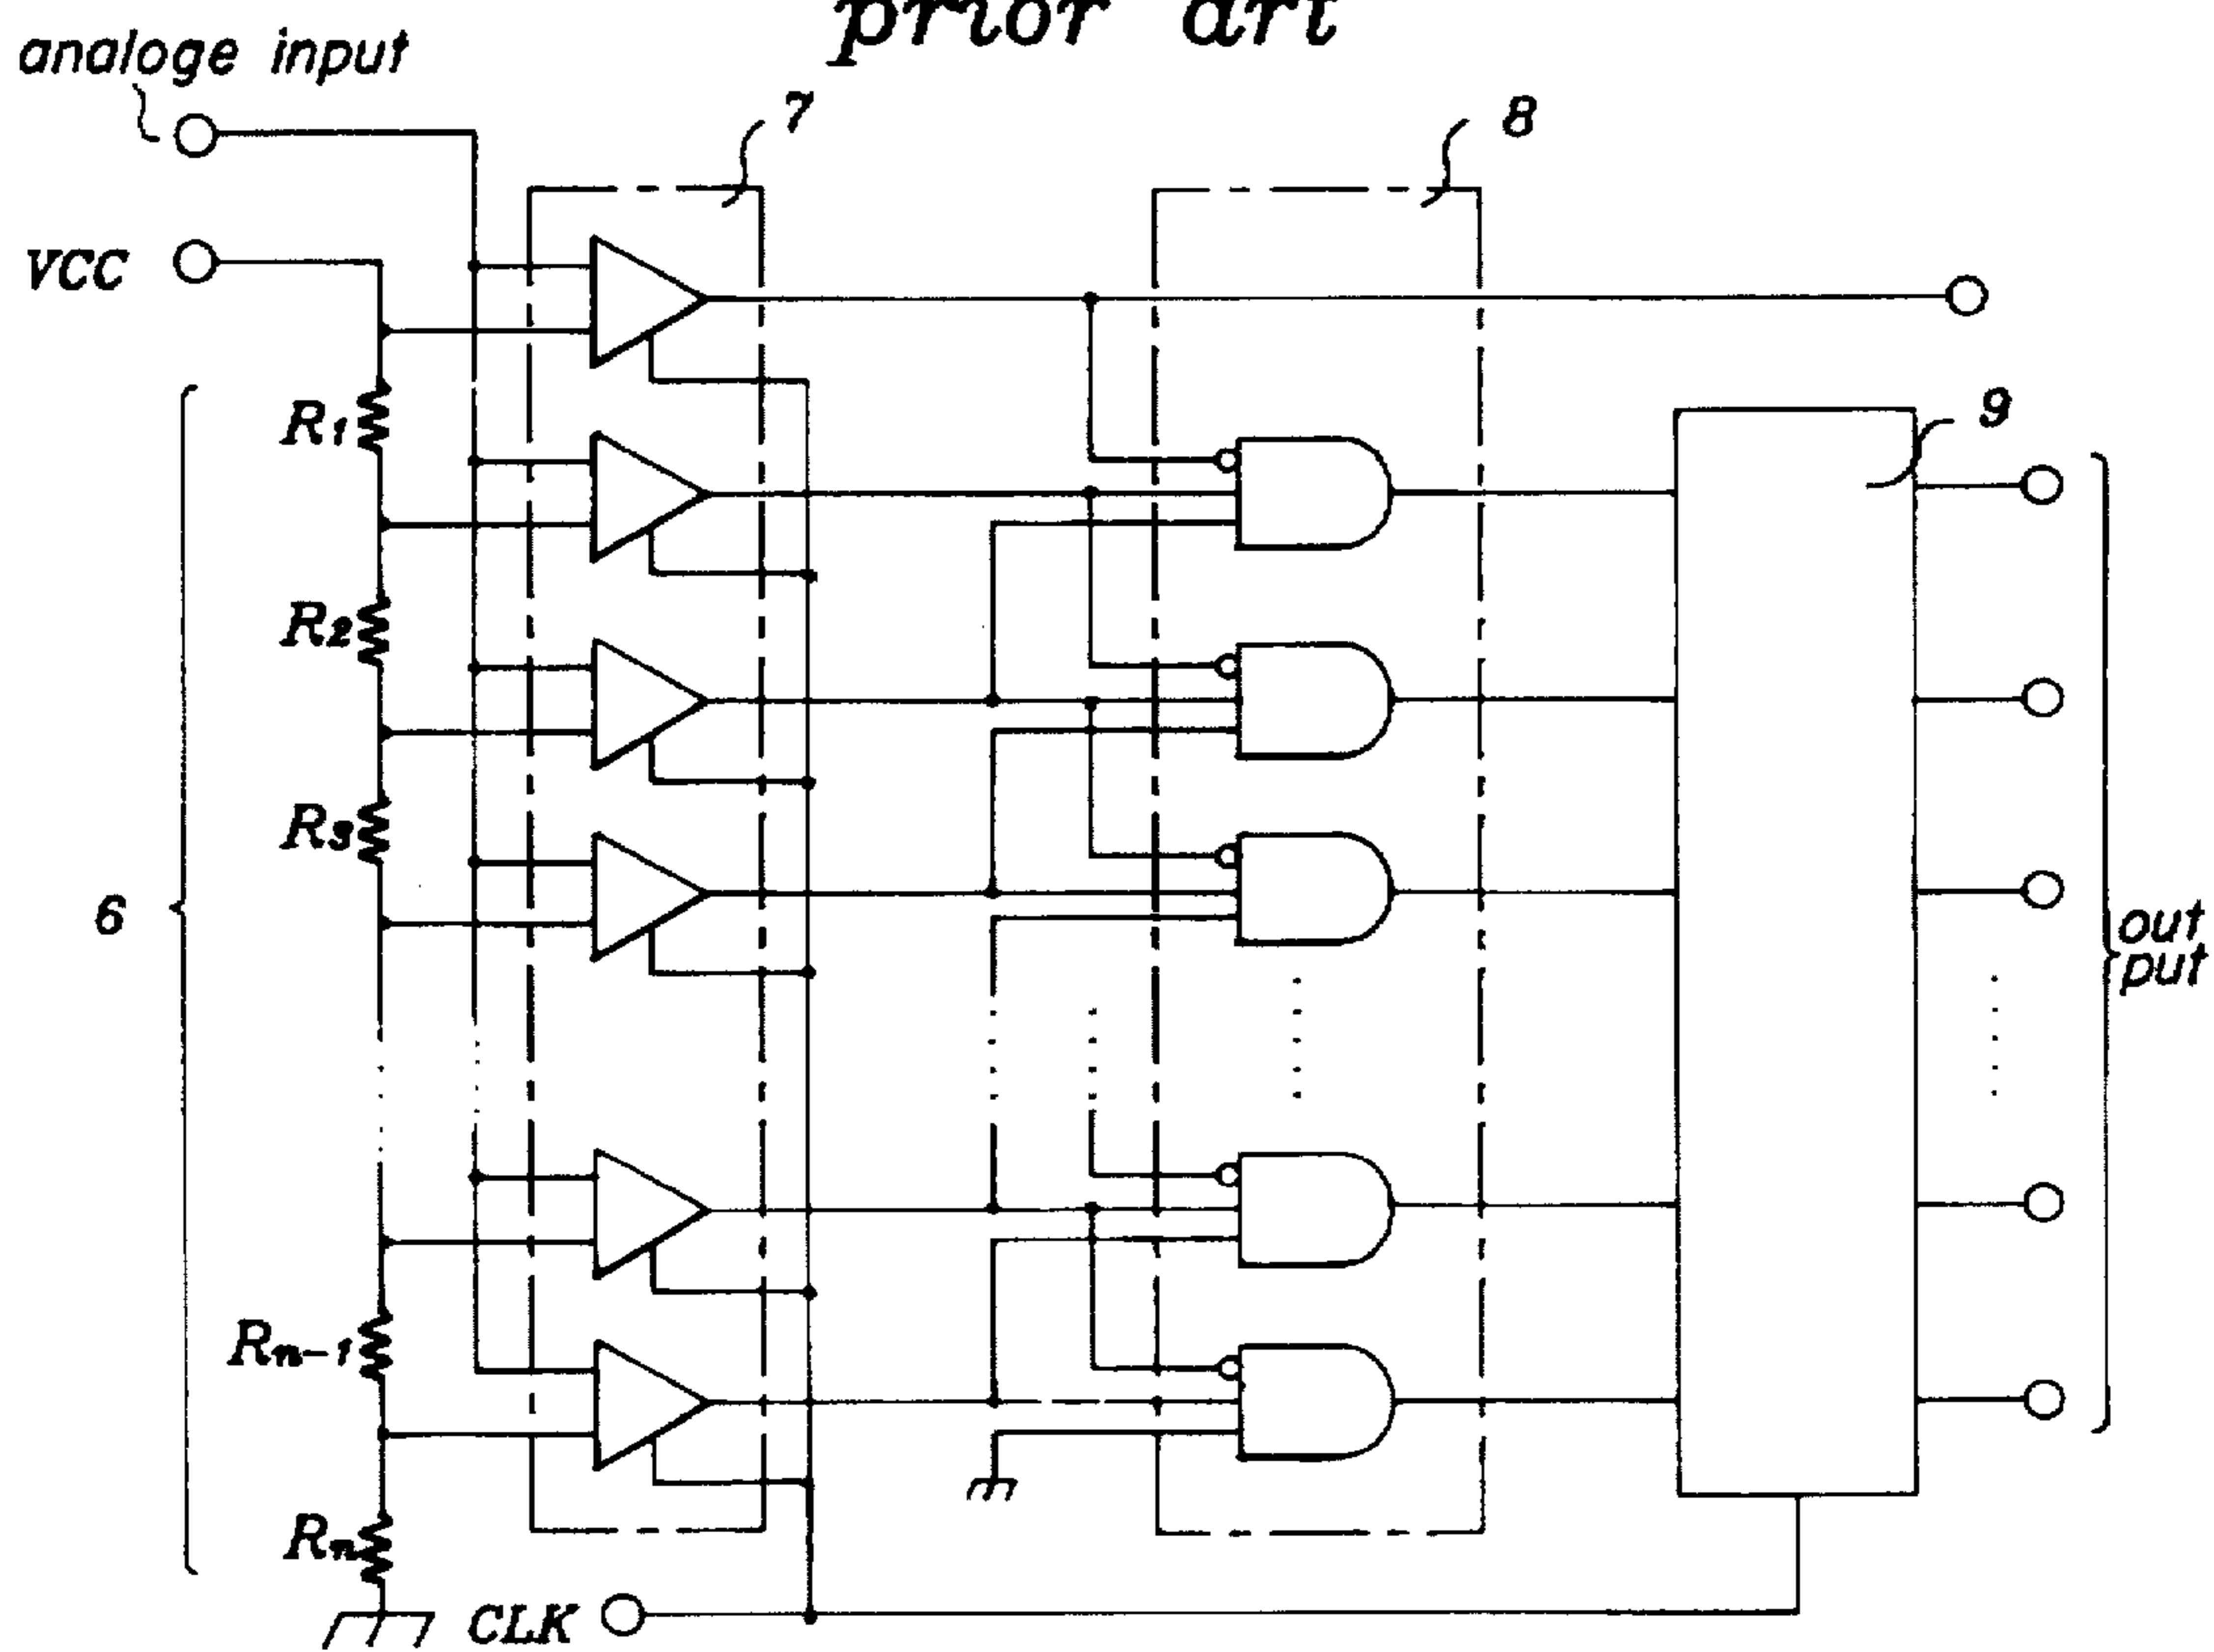 prior art
analoge input
7
8
VCC
9
R1
R2
R3
6
out
put
Rn-1
Rn
CLK